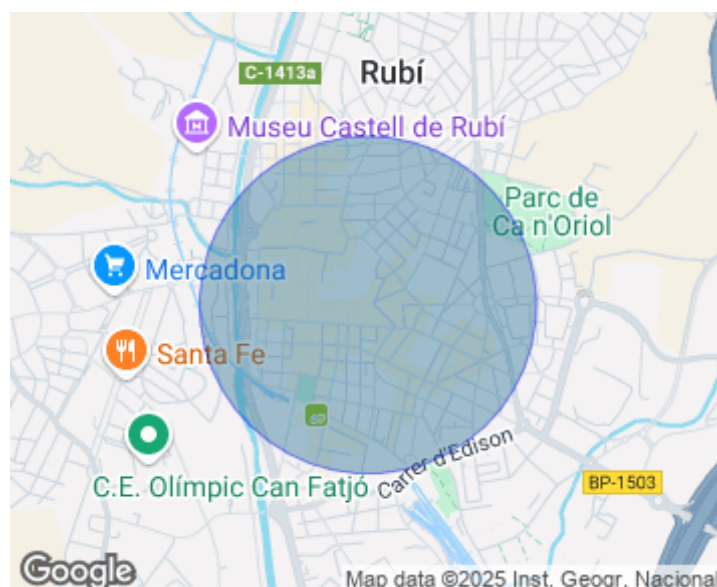 Rubí
C-1413a
Museu Castell de Rubí
Parc de
Ca n'Oriol
Mercadona
Santa Fe
Carrer d'Edison
C.E. Olímpic Can Fatjó
BP-1503
Google
Map data ©2025 Inst. Geogr. Nacional